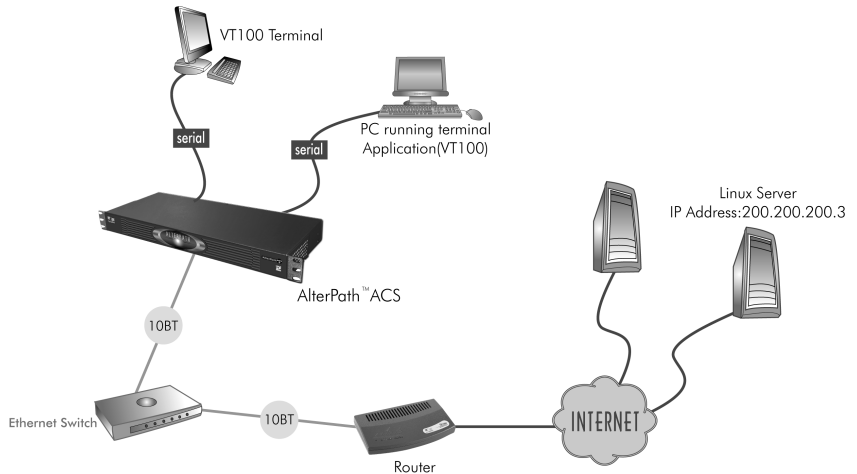 VT100 Terminal
serial
serial
PC running terminal
Application(VT100)
Linux Server
IP Address:200.200.200.3
ALTERPATH
AlterPath™ACS
10BT
Ethernet Switch
10BT
INTERNET
Router